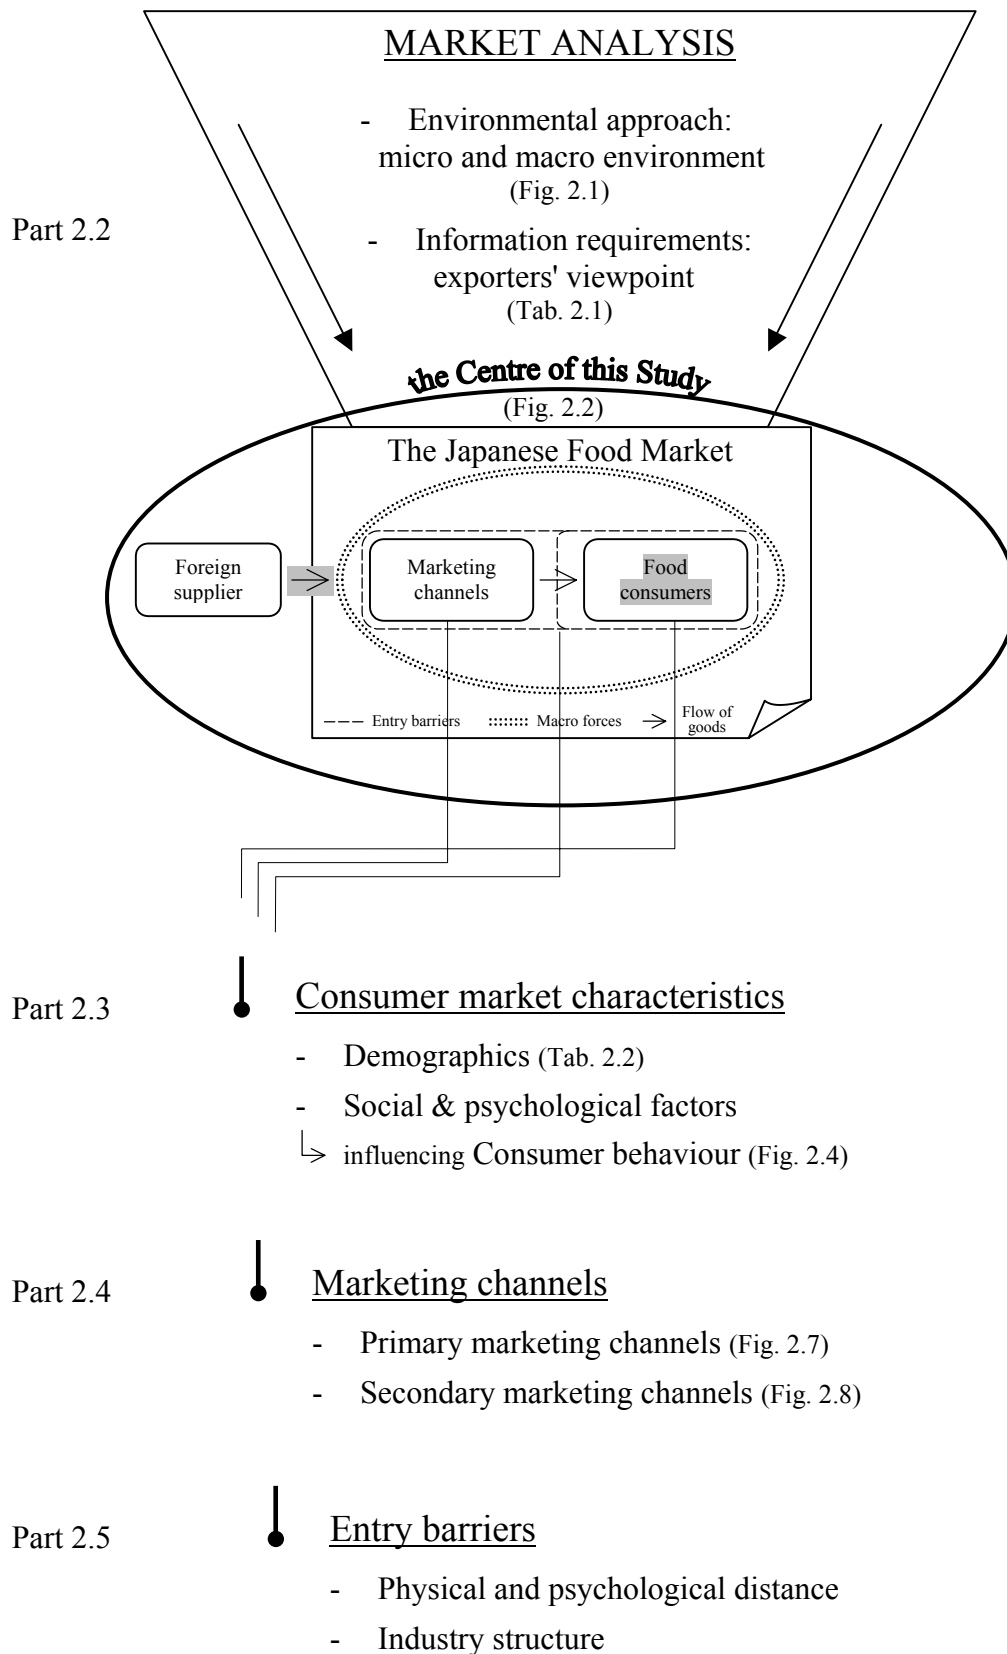 MARKET ANALYSIS
- Environmental approach:
micro and macro environment
(Fig. 2.1)
Part 2.2
- Information requirements:
exporters' viewpoint
(Tab. 2.1)
the Centre of this Study
(Fig. 2.2)
The Japanese Food Market
Foreign
supplier
Marketing
channels
Food
consumers
Entry barriers
Macro forces
Flow of
goods
Part 2.3
Consumer market characteristics
- Demographics (Tab. 2.2)
- Social & psychological factors
influencing Consumer behaviour (Fig. 2.4)
Part 2.4
Marketing channels
- Primary marketing channels (Fig. 2.7)
- Secondary marketing channels (Fig. 2.8)
Part 2.5
Entry barriers
- Physical and psychological distance
- Industry structure